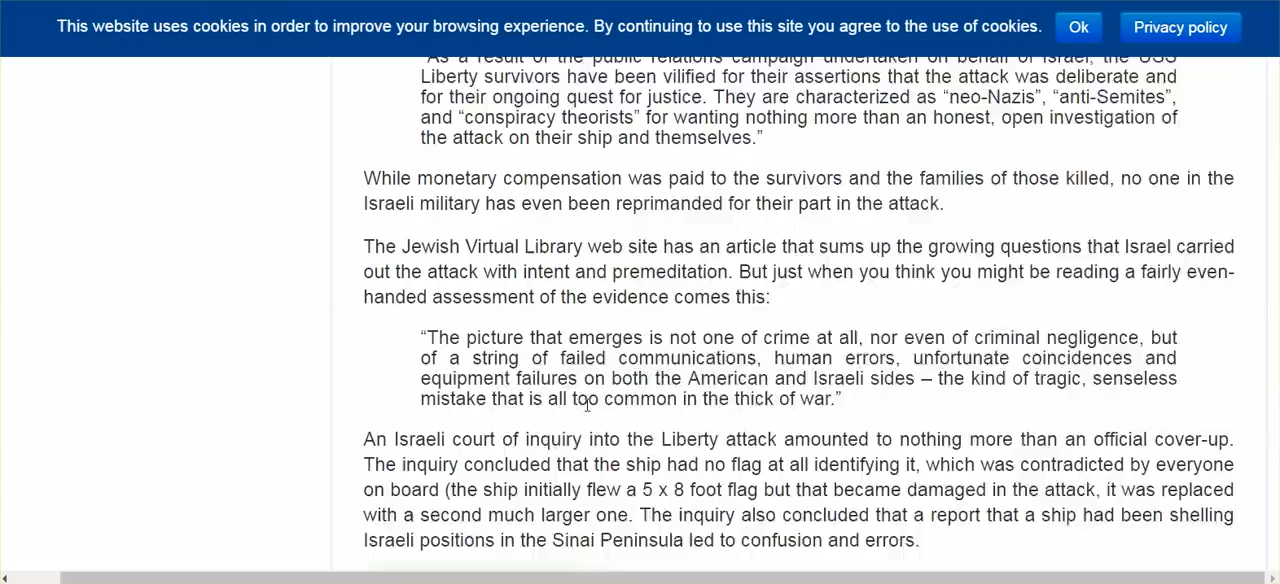 This website uses cookies in order to improve your browsing experience. By continuing to use this site you agree to the use of cookies. Ok Privacy policy
"As a result of the public relations campaign undertaken on behalf of Israel, the USS
Liberty survivors have been vilified for their assertions that the attack was deliberate and
for their ongoing quest for justice. They are characterized as “neo-Nazis”, “anti-Semites”,
and “conspiracy theorists” for wanting nothing more than an honest, open investigation of
the attack on their ship and themselves.”
While monetary compensation was paid to the survivors and the families of those killed, no one in the
Israeli military has even been reprimanded for their part in the attack.
The Jewish Virtual Library web site has an article that sums up the growing questions that Israel carried
out the attack with intent and premeditation. But just when you think you might be reading a fairly even-
handed assessment of the evidence comes this:
“The picture that emerges is not one of crime at all, nor even of criminal negligence, but
of a string of failed communications, human errors, unfortunate coincidences and
equipment failures on both the American and Israeli sides – the kind of tragic, senseless
mistake that is all too common in the thick of war.”
An Israeli court of inquiry into the Liberty attack amounted to nothing more than an official cover-up.
The inquiry concluded that the ship had no flag at all identifying it, which was contradicted by everyone
on board (the ship initially flew a 5 x 8 foot flag but that became damaged in the attack, it was replaced
with a second much larger one. The inquiry also concluded that a report that a ship had been shelling
Israeli positions in the Sinai Peninsula led to confusion and errors.